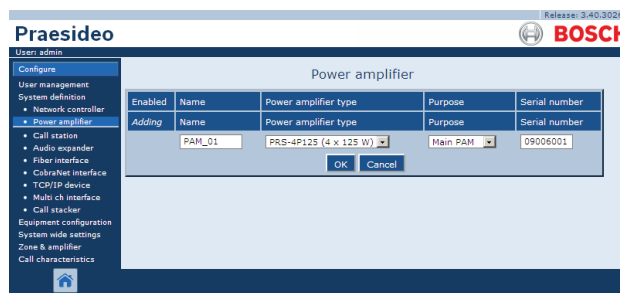 Release: 3.40.302
Praesideo
BOSCH
User: admin
Configure
User management
System definition
• Network controller
• Power amplifier
• Call station
• Audio expander
• Fiber interface
• CobraNet interface
• TCP/IP device
• Multi ch interface
• Call stacker
Equipment configuration
System wide settings
Zone & amplifier
Call characteristics
Power amplifier
Enabled Name Power amplifier type Purpose Serial number
Adding Name Power amplifier type Purpose Serial number
PAM_01 PRS-4P125 (4 x 125 W) Main PAM 09006001
OK Cancel